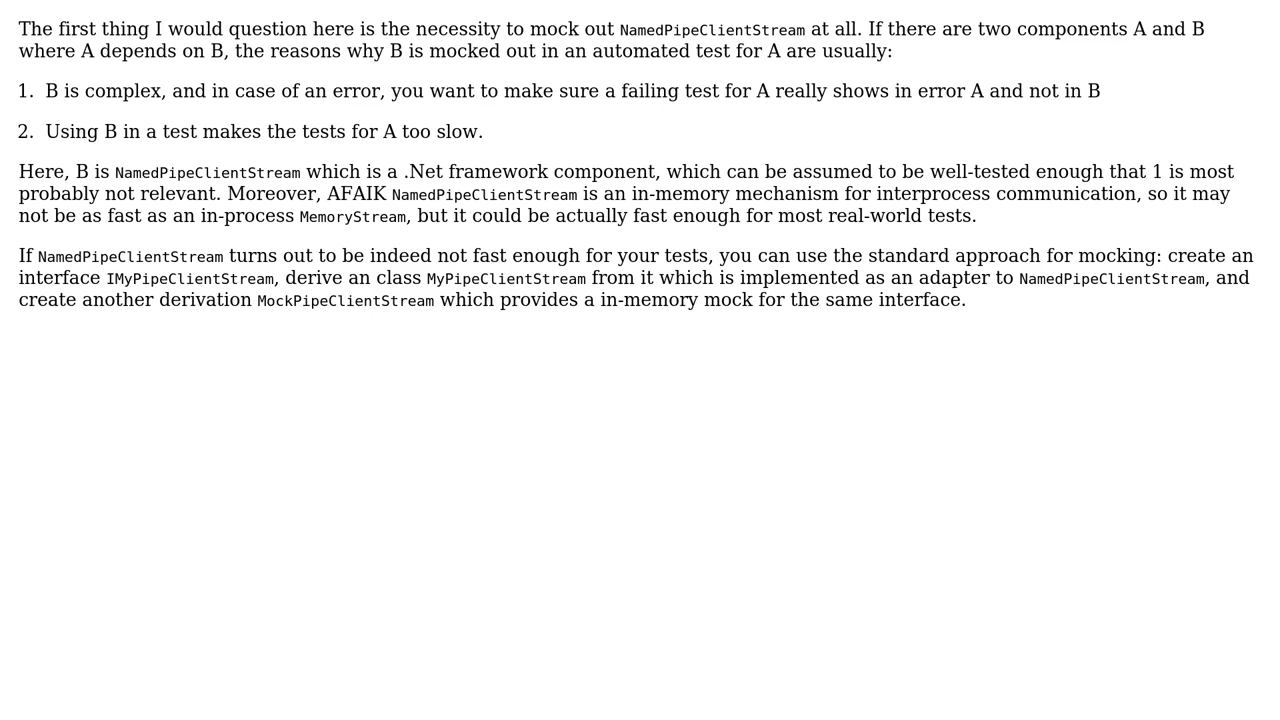 The first thing I would question here is the necessity to mock out NamedPipeClientStream at all. If there are two components A and B
where A depends on B, the reasons why B is mocked out in an automated test for A are usually:
1. B is complex, and in case of an error, you want to make sure a failing test for A really shows in error A and not in B
2. Using B in a test makes the tests for A too slow.
Here, B is NamedPipeClientStream which is a .Net framework component, which can be assumed to be well-tested enough that 1 is most
probably not relevant. Moreover, AFAIK NamedPipeClientStream is an in-memory mechanism for interprocess communication, so it may
not be as fast as an in-process MemoryStream, but it could be actually fast enough for most real-world tests.
If NamedPipeClientStream turns out to be indeed not fast enough for your tests, you can use the standard approach for mocking: create an
interface IMyPipeClientStream, derive an class MyPipeClientStream from it which is implemented as an adapter to NamedPipeClientStream, and
create another derivation MockPipeClientStream which provides a in-memory mock for the same interface.